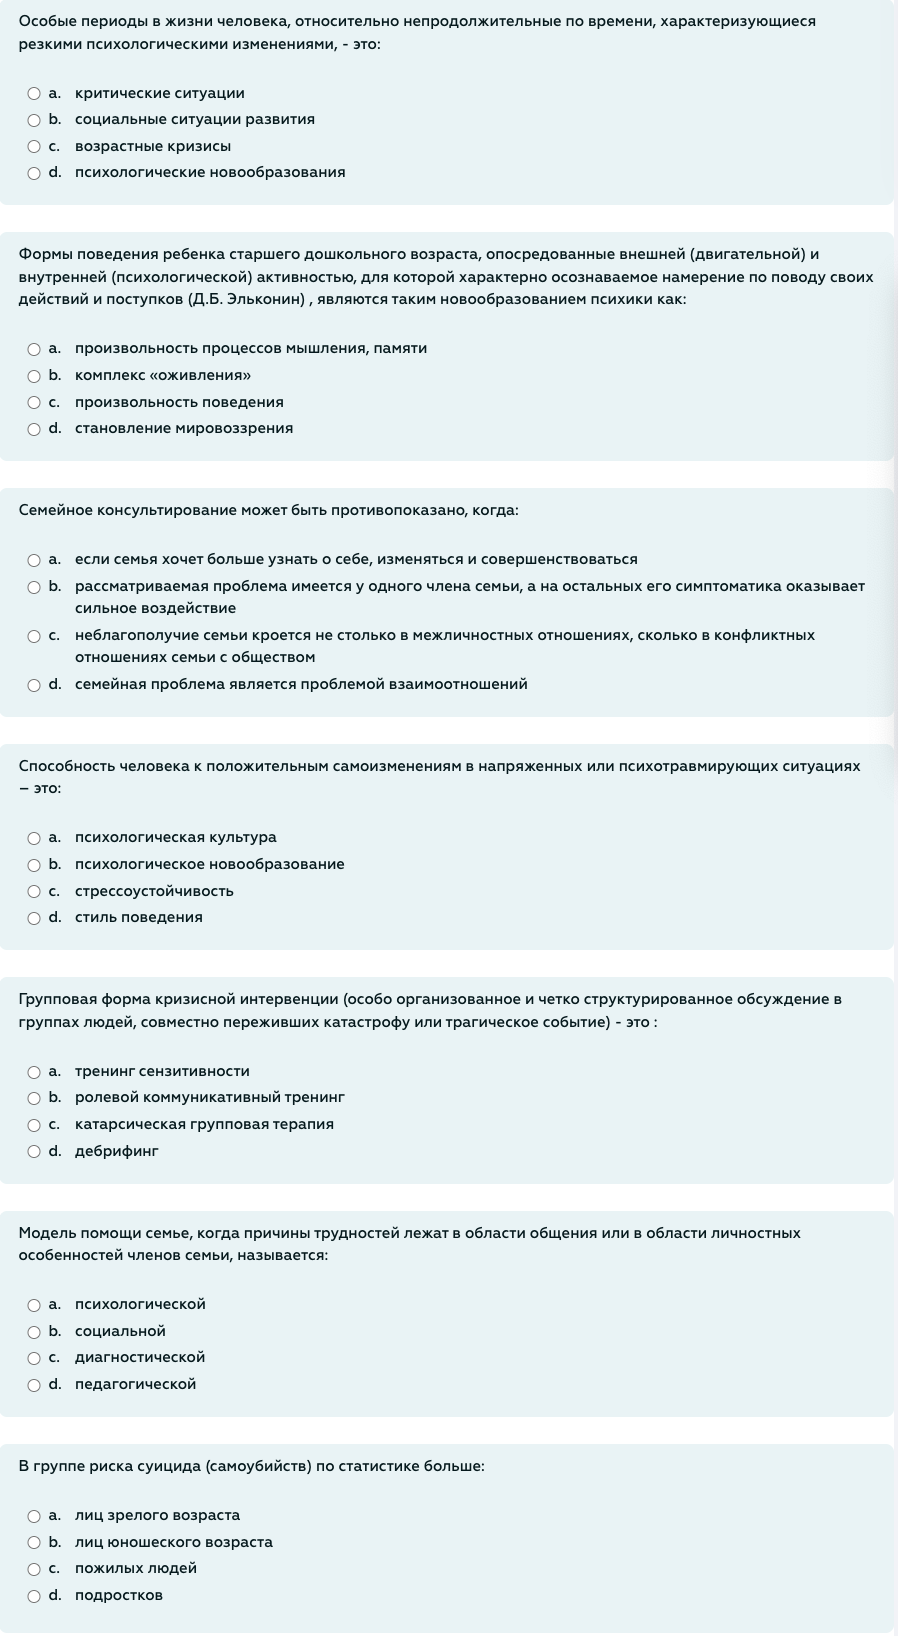 Особые периоды в жизни человека, относительно непродолжительные по времени, характеризующиеся
резкими психологическими изменениями, - это:
a. критические ситуации
b. социальные ситуации развития
c. возрастные кризисы
d. психологические новообразования
Формы поведения ребенка старшего дошкольного возраста, опосредованные внешней (двигательной) и
внутренней (психологической) активностью, для которой характерно осознаваемое намерение по поводу своих
действий и поступков (Д.Б. Эльконин) , являются таким новообразованием психики как:
a. произвольность процессов мышления, памяти
b. комплекс «оживления»
c. произвольность поведения
d. становление мировоззрения
Семейное консультирование может быть противопоказано, когда:
a. если семья хочет больше узнать о себе, изменяться и совершенствоваться
b. рассматриваемая проблема имеется у одного члена семьи, а на остальных его симптоматика оказывает
сильное воздействие
c. неблагополучие семьи кроется не столько в межличностных отношениях, сколько в конфликтных
отношениях семьи с обществом
d. семейная проблема является проблемой взаимоотношений
Способность человека к положительным самоизменениям в напряженных или психотравмирующих ситуациях
– это:
a. психологическая культура
b. психологическое новообразование
c. стрессоустойчивость
d. стиль поведения
Групповая форма кризисной интервенции (особо организованное и четко структурированное обсуждение в
группах людей, совместно переживших катастрофу или трагическое событие) - это :
a. тренинг сензитивности
b. ролевой коммуникативный тренинг
c. катарсическая групповая терапия
d. дебрифинг
Модель помощи семье, когда причины трудностей лежат в области общения или в области личностных
особенностей членов семьи, называется:
a. психологической
b. социальной
c. диагностической
d. педагогической
В группе риска суицида (самоубийств) по статистике больше:
a. лиц зрелого возраста
b. лиц юношеского возраста
c. пожилых людей
d. подростков